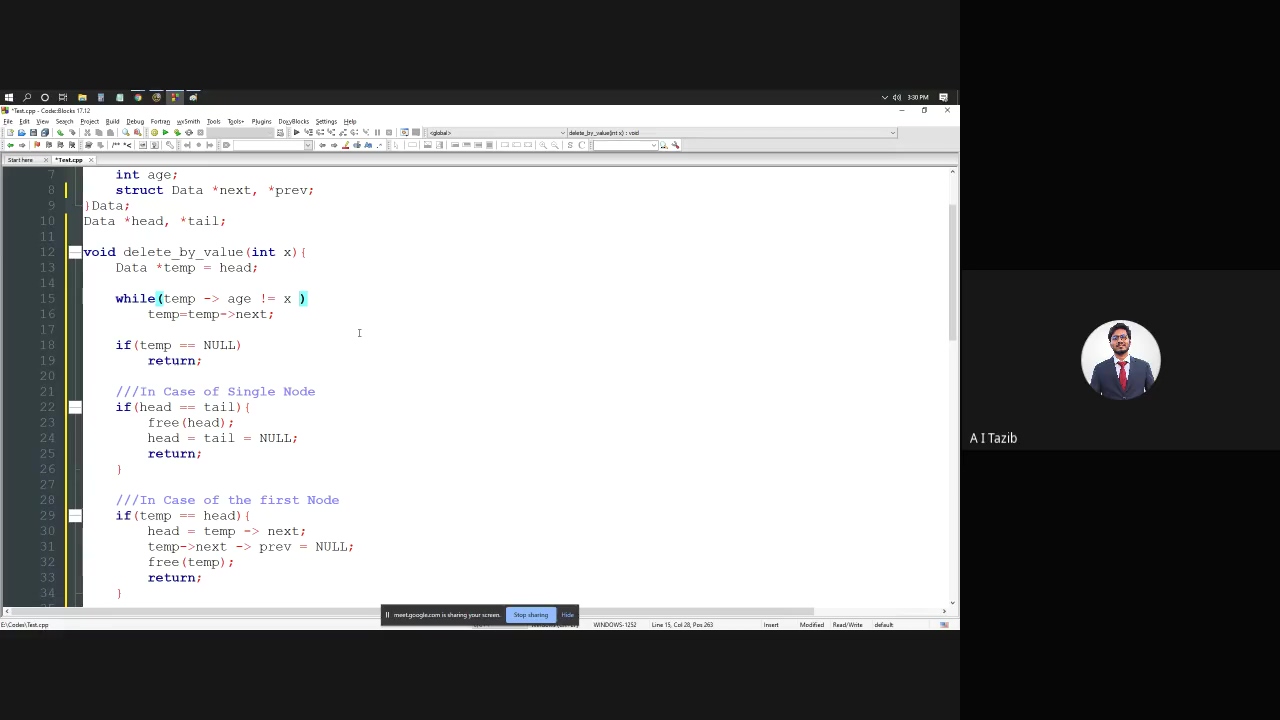 3:30 PM
*Test.cpp - Code::Blocks 17.12
File Edit View Search Project Build Debug Fortran wxSmith Tools Tools+ Plugins DoxyBlocks Settings Help
<global> delete_by_value(int x) : void
Start here *Test.cpp
7 int age;
8 struct Data *next, *prev;
9 }Data;
10 Data *head, *tail;
11
12 void delete_by_value(int x){
13 Data *temp = head;
14
15 while(temp -> age != x )
16 temp=temp->next;
17
18 if(temp == NULL)
19 return;
20
21 ///In Case of Single Node
22 if(head == tail){
23 free(head);
24 head = tail = NULL;
25 return;
26 }
27
28 ///In Case of the first Node
29 if(temp == head){
30 head = temp -> next;
31 temp->next -> prev = NULL;
32 free(temp);
33 return;
34 }
meet.google.com is sharing your screen. Stop sharing Hide
E:\Codes\Test.cpp WINDOWS-1252 Line 15, Col 28, Pos 263 Insert Modified Read/Write default
A I Tazib